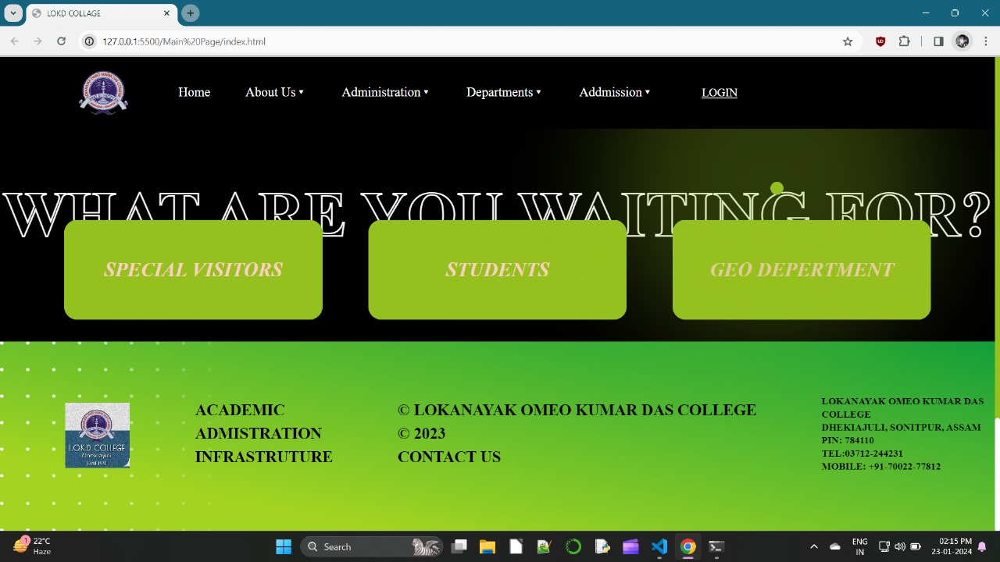 LOKD COLLAGE
127.0.0.1:5500/Main%20Page/index.html
Home
About Us ▾
Administration ▾
Departments ▾
Addmission ▾
LOGIN
WHAT ARE YOU WAITING FOR?
SPECIAL VISITORS
STUDENTS
GEO DEPERTMENT
L.O.K.D COLLEGE
Dhekiajuli
Estd 1970
ACADEMIC
ADMISTRATION
INFRASTRUTURE
© LOKANAYAK OMEO KUMAR DAS COLLEGE
© 2023
CONTACT US
LOKANAYAK OMEO KUMAR DAS
COLLEGE
DHEKIAJULI, SONITPUR, ASSAM
PIN: 784110
TEL:03712-244231
MOBILE: +91-70022-77812
1
22°C
Haze
Search
ENG
IN
02:15 PM
23-01-2024